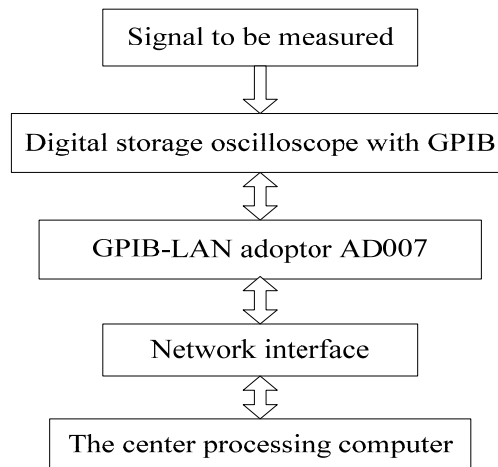 Signal to be measured
Digital storage oscilloscope with GPIB
GPIB-LAN adoptor AD007
Network interface
The center processing computer